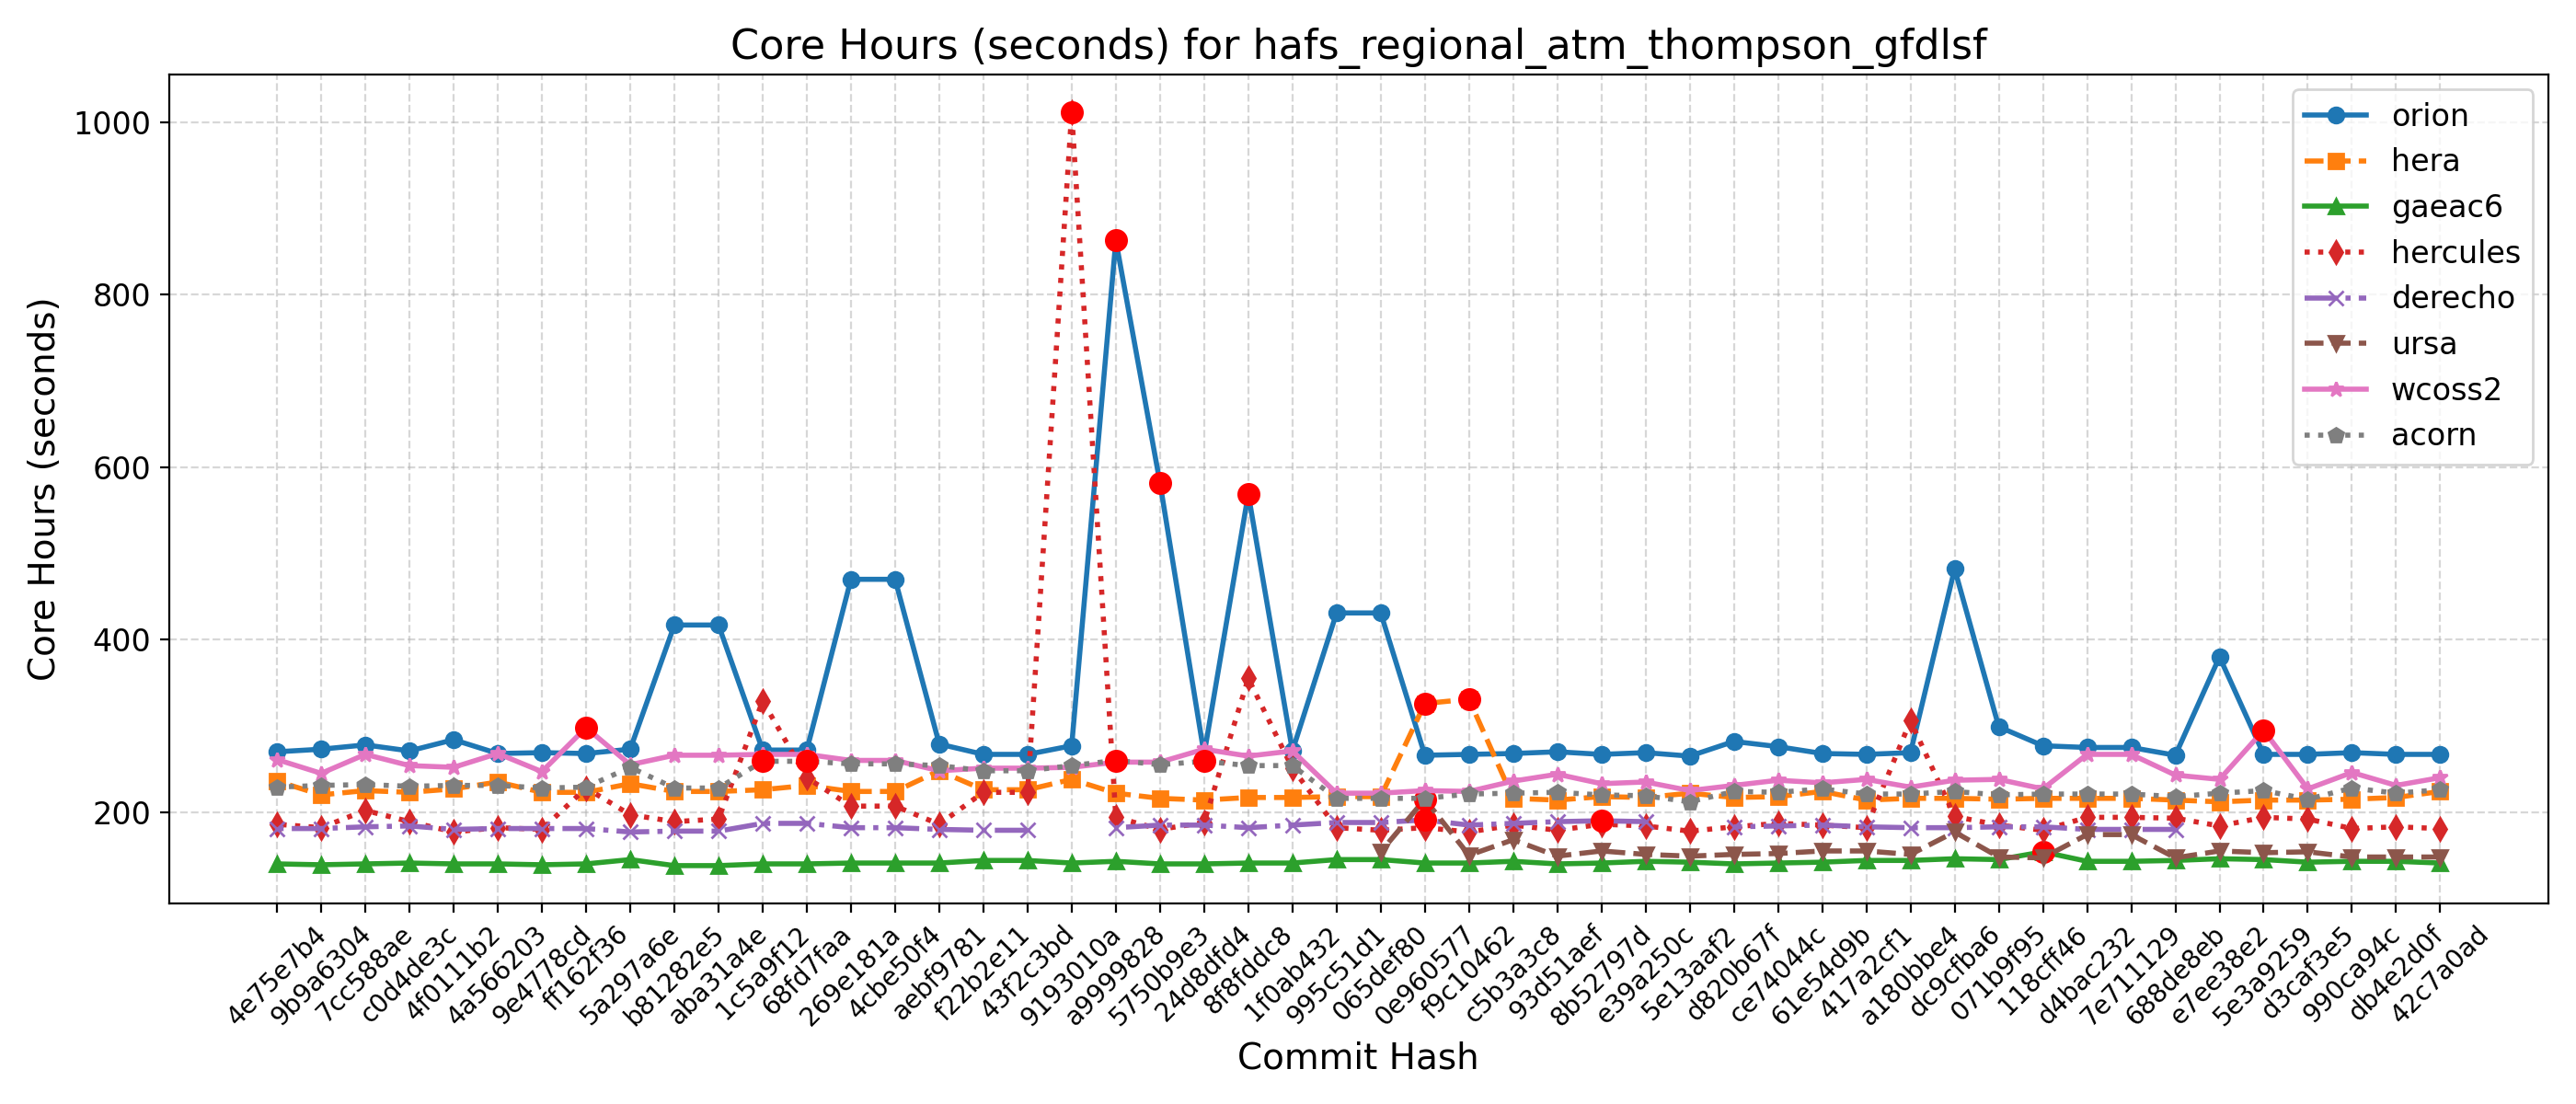 Core Hours (seconds) for hafs_regional_atm_thompson_gfdlsf
Core Hours (seconds)
1000
800
600
400
200
orion
hera
gaeac6
hercules
derecho
ursa
wcoss2
acorn
4e75e7b4
9b9a6304
7cc588ae
c0d4de3c
4f0111b2
4a566203
9e4778cd
ff162f36
5a297a6e
b81282e5
aba31a4e
1c5a9f12
68fd7faa
269e181a
4cbe50f4
aebf9781
f22b2e11
43f2c3bd
9193010a
a9999828
5750b9e3
24d8dfd4
8f8fddc8
1f0ab432
995c51d1
065def80
0e960577
f9c10462
c5b3a3c8
93d51aef
8b52797d
e39a250c
5e13aaf2
d820b67f
ce74044c
61e54d9b
417a2cf1
a180bbe4
dc9cfba6
071b9f95
118cff46
d4bac232
7e711129
688de8eb
e7ee38e2
5e3a9259
d3caf3e5
990ca94c
db4e2d0f
42c7a0ad
Commit Hash